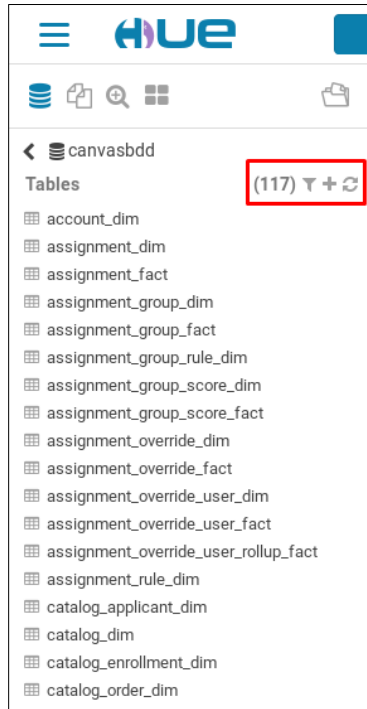 HUE
canvasbdd
Tables (117)
account_dim
assignment_dim
assignment_fact
assignment_group_dim
assignment_group_fact
assignment_group_rule_dim
assignment_group_score_dim
assignment_group_score_fact
assignment_override_dim
assignment_override_fact
assignment_override_user_dim
assignment_override_user_fact
assignment_override_user_rollup_fact
assignment_rule_dim
catalog_applicant_dim
catalog_dim
catalog_enrollment_dim
catalog_order_dim